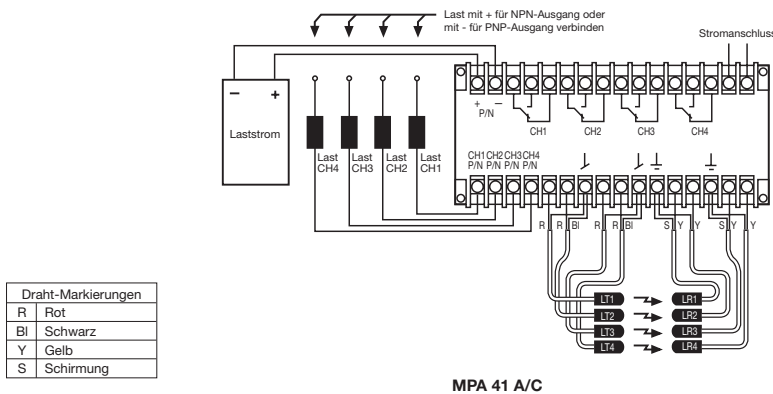 Last mit + für NPN-Ausgang oder
mit - für PNP-Ausgang verbinden
Stromanschluss
− +
Laststrom
Last CH4
Last CH3
Last CH2
Last CH1
+ −
P/N
CH1 CH2 CH3 CH4
CH1 CH2 CH3 CH4
P/N P/N P/N P/N
R R Bl R R Bl S Y Y S Y Y
LT1 LR1
LT2 LR2
LT3 LR3
LT4 LR4
Draht-Markierungen
R Rot
Bl Schwarz
Y Gelb
S Schirmung
MPA 41 A/C